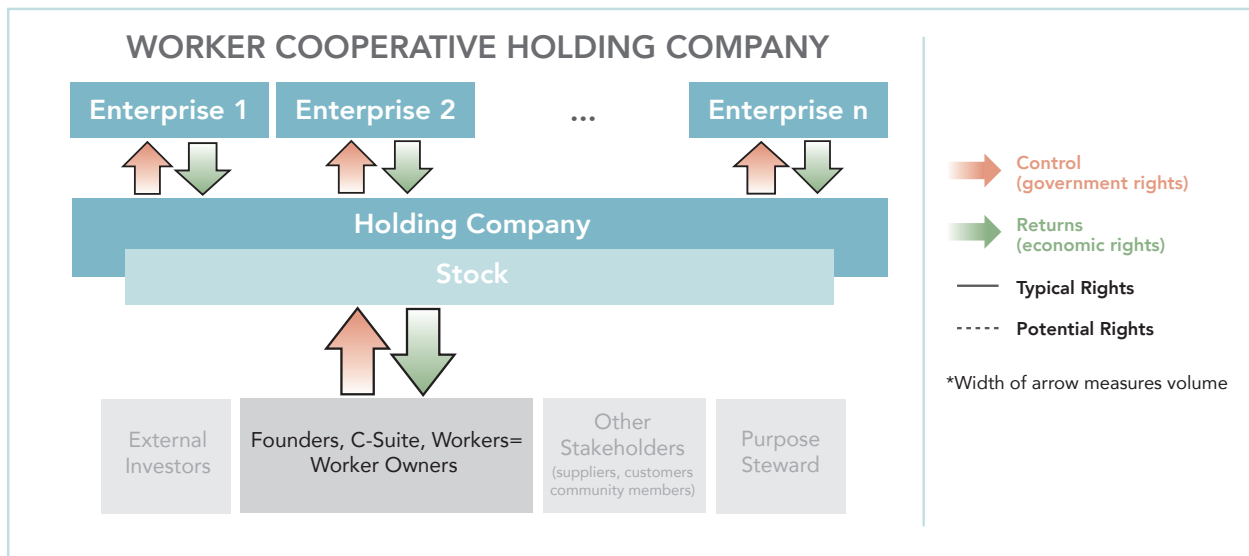 WORKER COOPERATIVE HOLDING COMPANY
Enterprise 1
Enterprise 2
...
Enterprise n
Holding Company
Stock
External
Investors
Founders, C-Suite, Workers=
Worker Owners
Other
Stakeholders
(suppliers, customers
community members)
Purpose
Steward
Control
(government rights)
Returns
(economic rights)
Typical Rights
Potential Rights
*Width of arrow measures volume